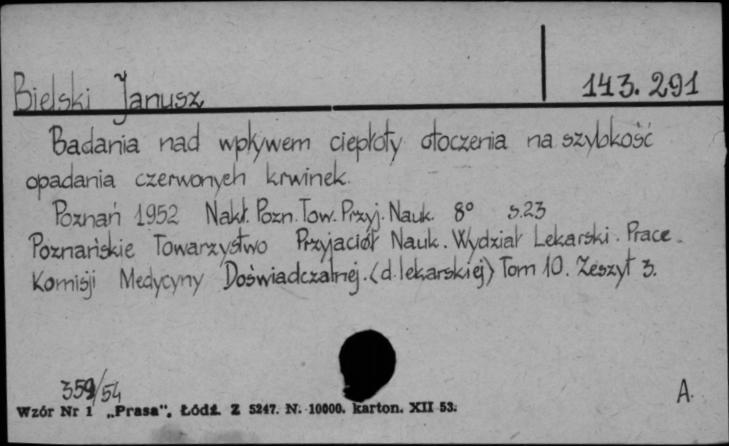 Bielski Janusz 143.291
Badania nad wpływem ciepłoty otoczenia na szybkość
opadania czerwonych krwinek.
Poznań 1952 Nakł. Pozn. Tow. Przyj. Nauk. 8° s.23
Poznańskie Towarzystwo Przyjaciół Nauk. Wydział Lekarski. Prace
Komisji Medycyny Doświadczalnej. (d. lekarskiej) Tom 10. Zeszyt 3.
359/54 A.
Wzór Nr 1 „Prasa”, Łódź. Z 5247. N. 10000. karton. XII 53.